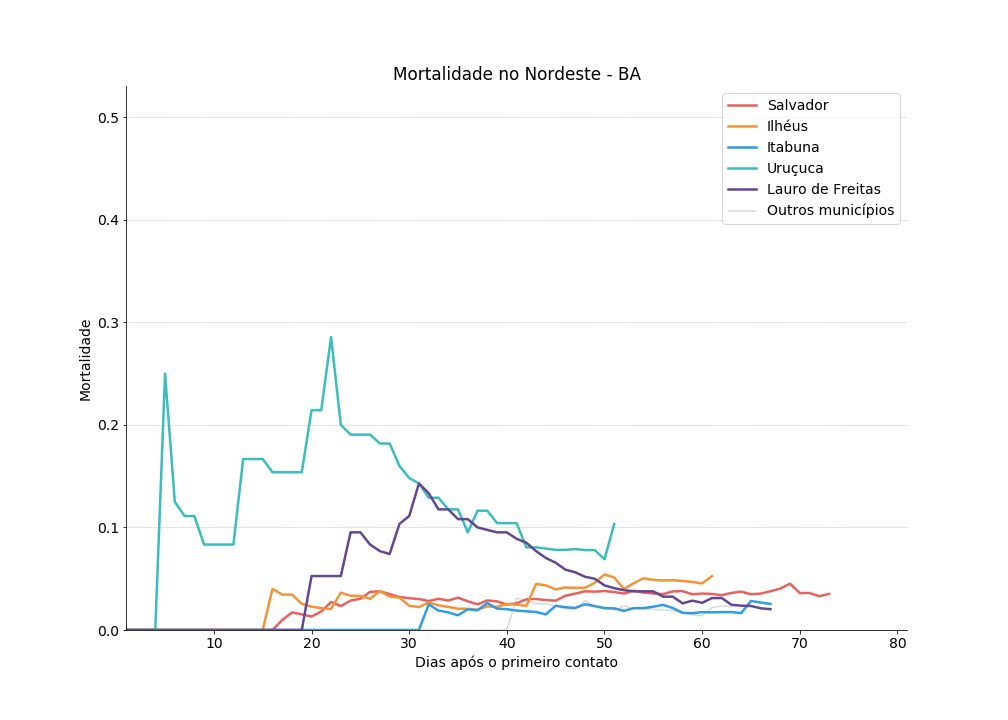 Mortalidade no Nordeste - BA
Salvador
Ilhéus
Itabuna
Uruçuca
Lauro de Freitas
Outros municípios
Mortalidade
0.5
0.4
0.3
0.2
0.1
0.0
10 20 30 40 50 60 70 80
Dias após o primeiro contato